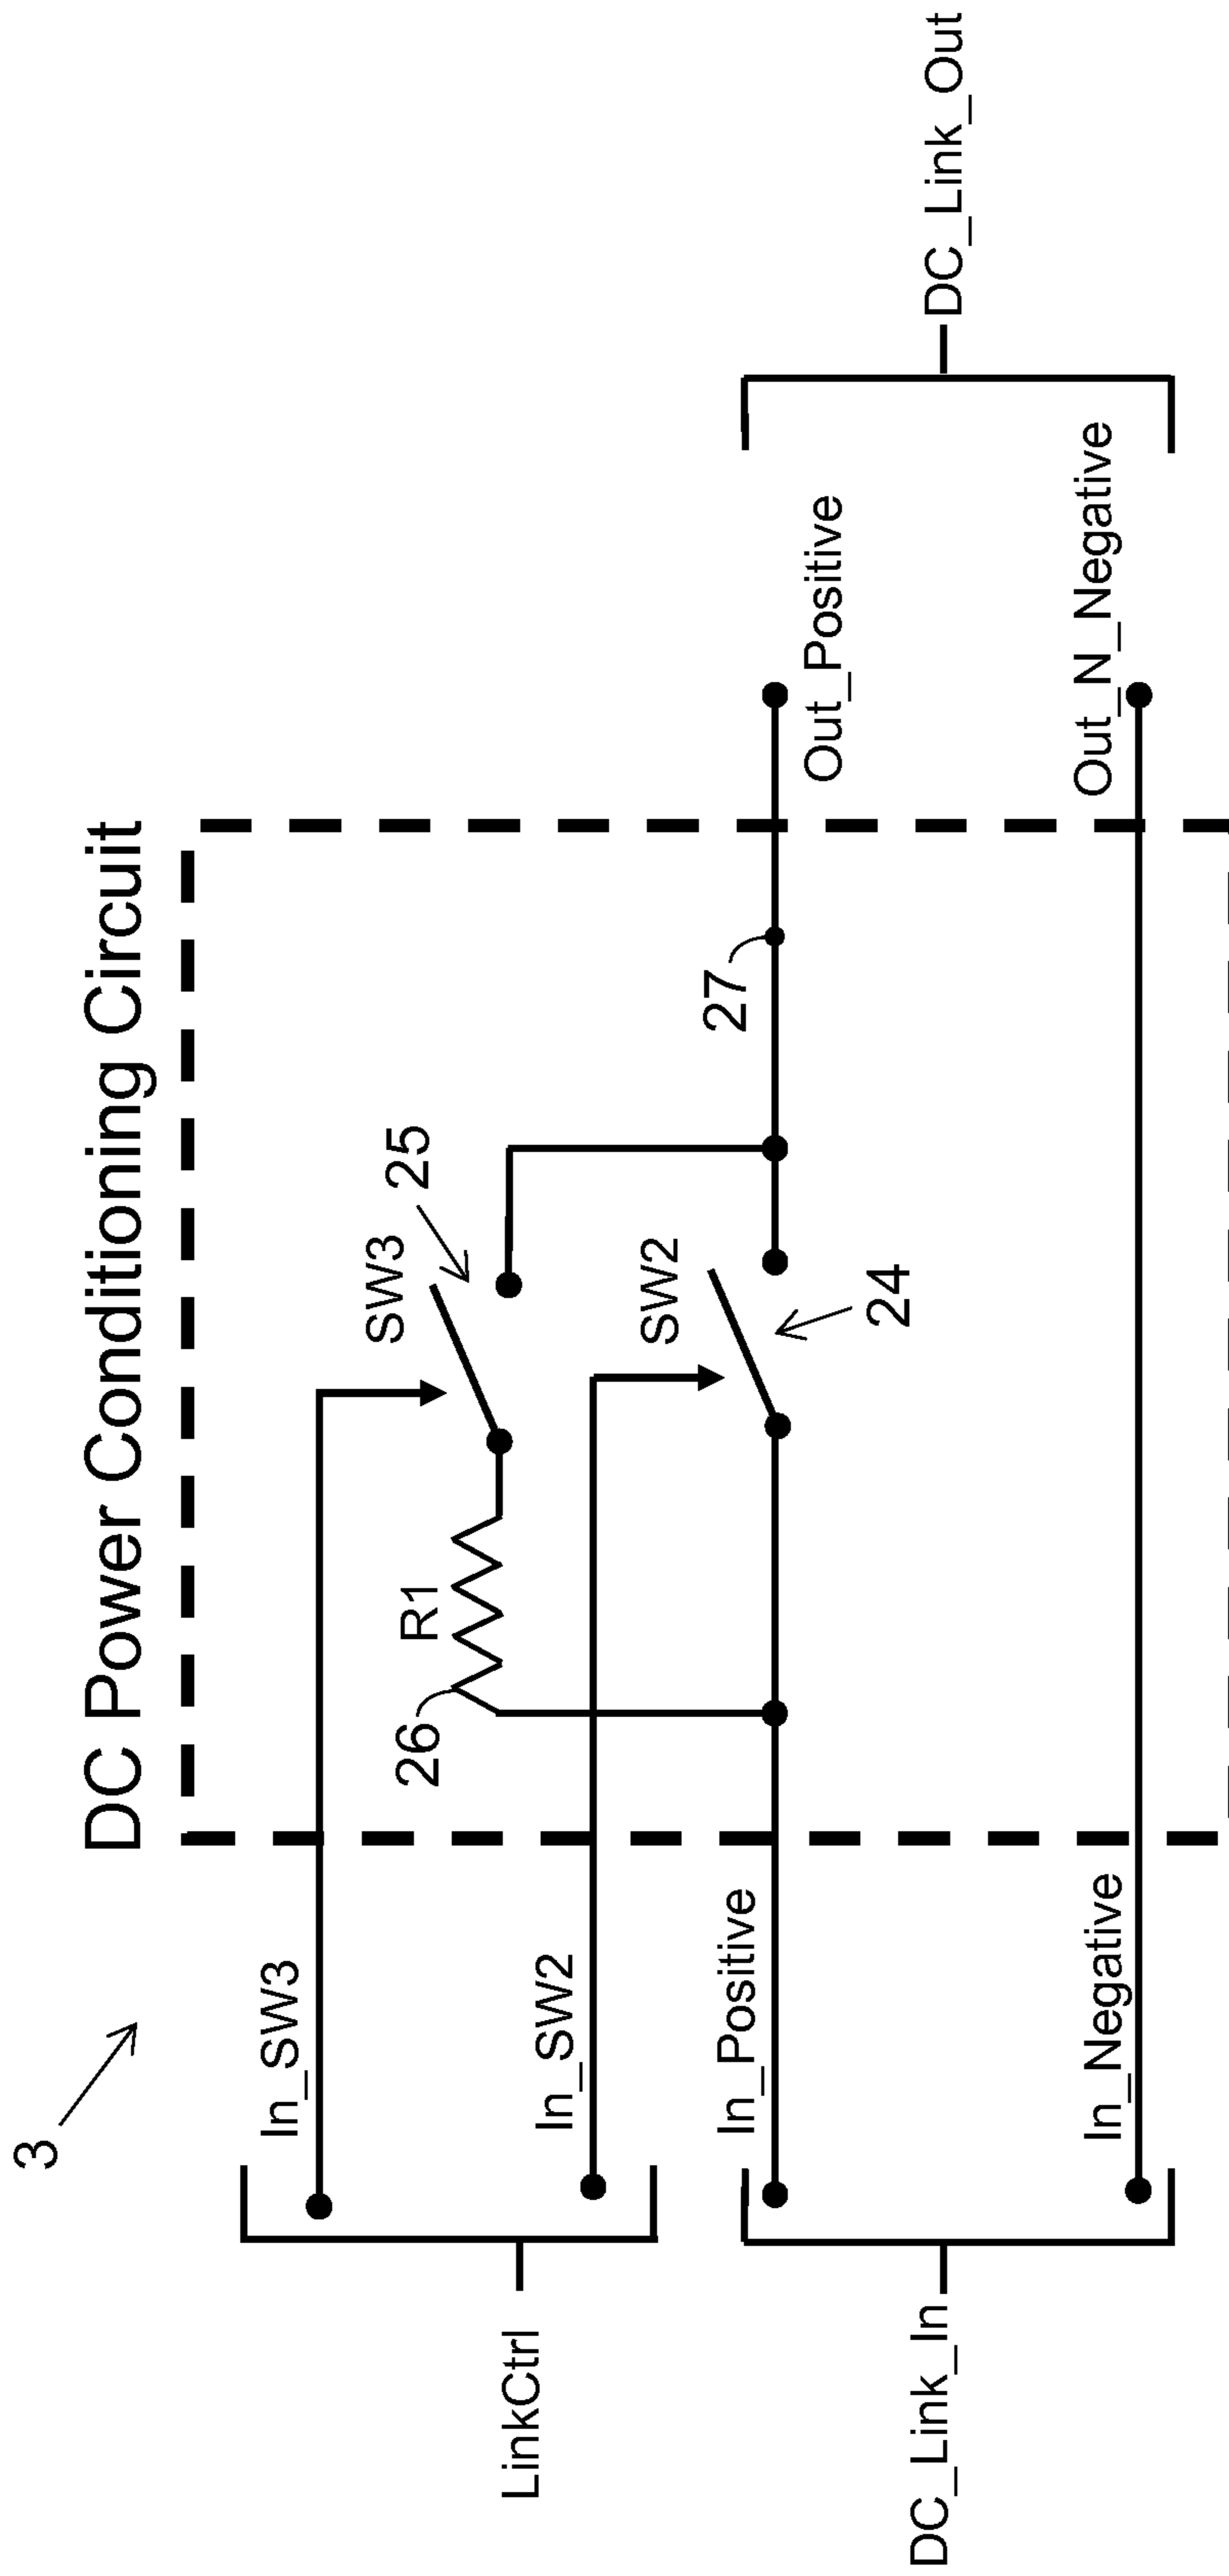 3
DC Power Conditioning Circuit
In_SW3
SW3
25
26
R1
LinkCtrl
In_SW2
SW2
24
27
In_Positive
Out_Positive
DC_Link_In
DC_Link_Out
In_Negative
Out_N_Negative